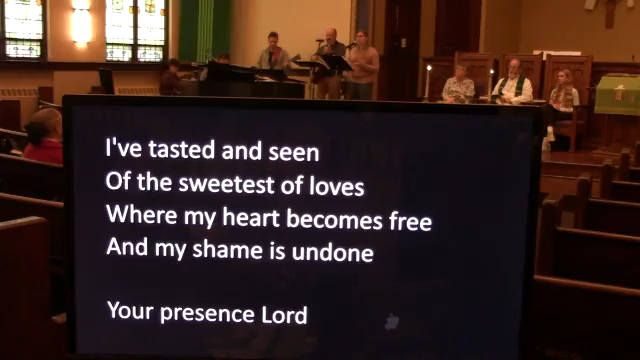 I've tasted and seen
Of the sweetest of loves
Where my heart becomes free
And my shame is undone
Your presence Lord